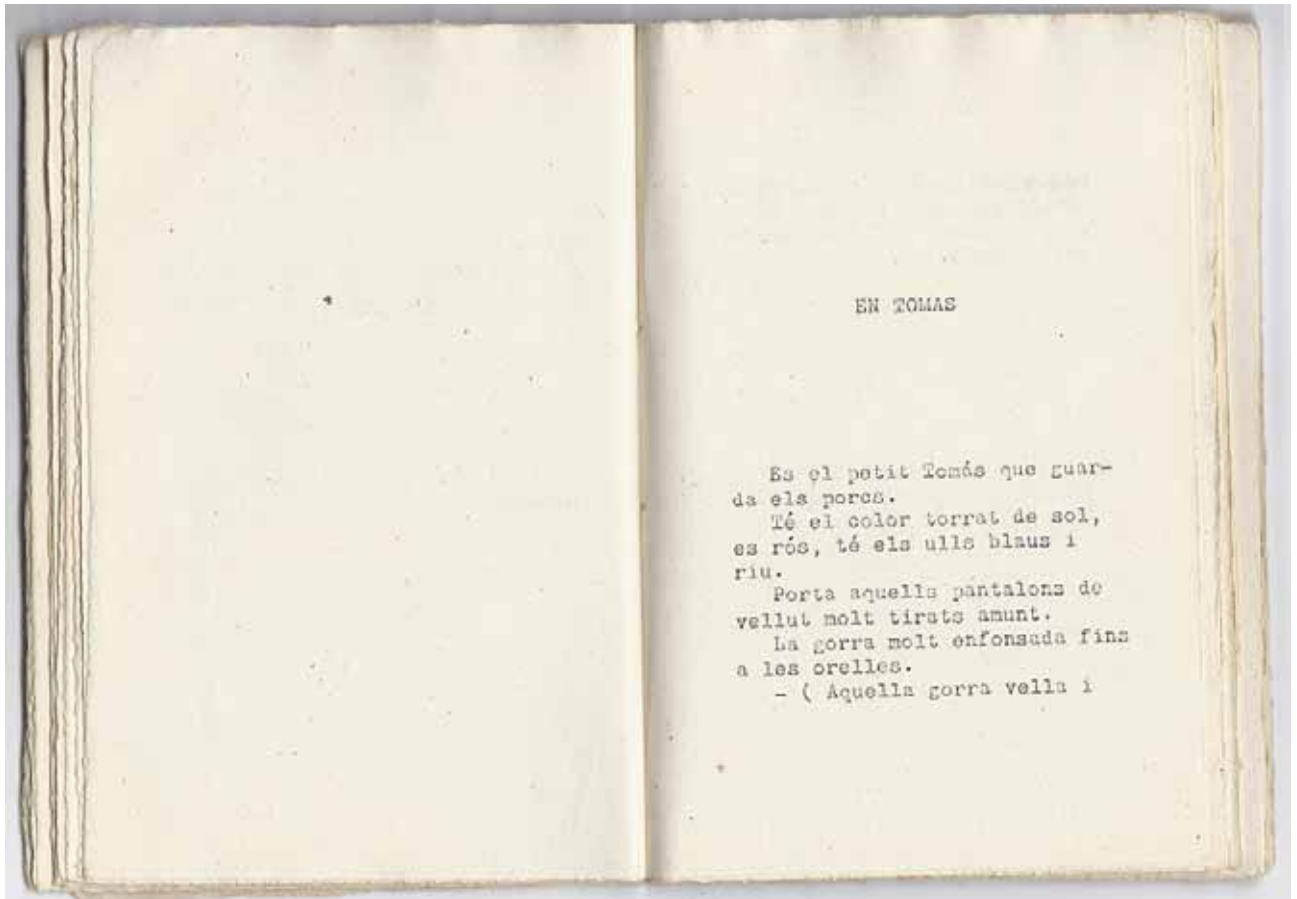 EN TOMAS
Es el petit Tomás que guar-
da els porcs.
Té el color torrat de sol,
es rós, té els ulls blaus i
riu.
Porta aquells pantalons de
vellut molt tirats amunt.
La gorra molt enfonsada fins
a les orelles.
- ( Aquella gorra vella i